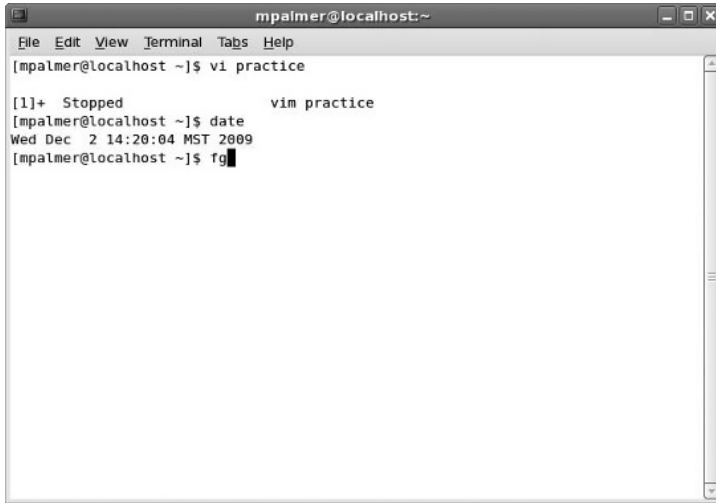 mpalmer@localhost:~
File Edit View Terminal Tabs Help
[mpalmer@localhost ~]$ vi practice
[1]+  Stopped                 vim practice
[mpalmer@localhost ~]$ date
Wed Dec  2 14:20:04 MST 2009
[mpalmer@localhost ~]$ fg